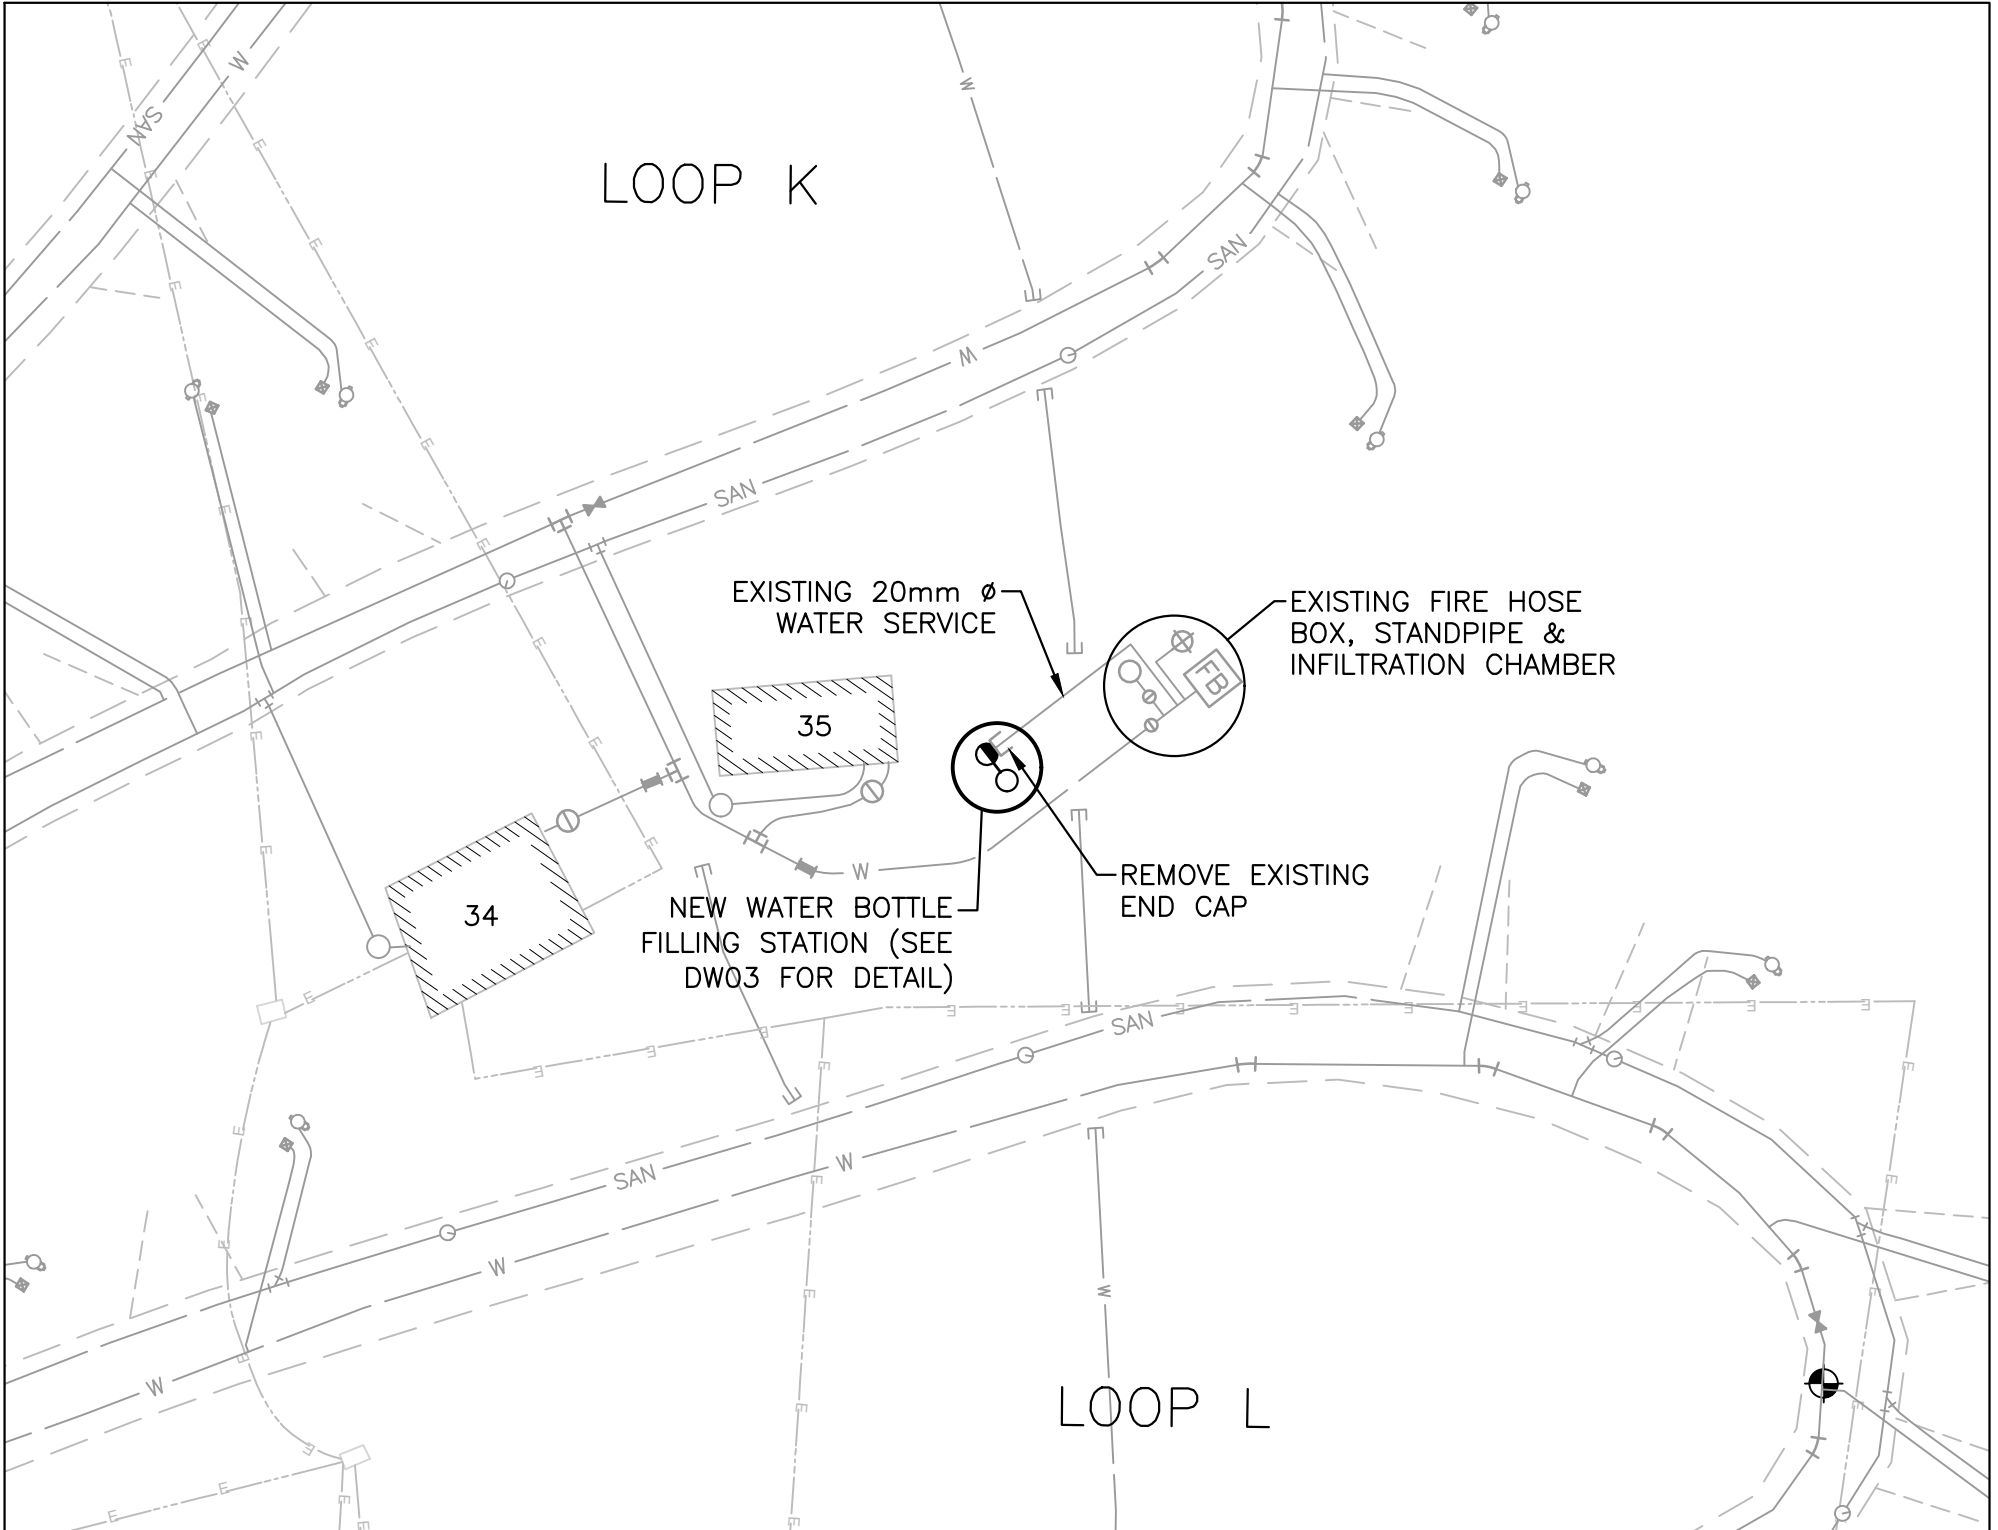 E
W
SAN
E
W
E
LOOP K
E
E
SAN
E
E
E
W
E
E
SAN
E
E
EXISTING 20mm ø
WATER SERVICE
EXISTING FIRE HOSE
BOX, STANDPIPE &
INFILTRATION CHAMBER
E
E
FB
35
E
E
E
E
W
REMOVE EXISTING
END CAP
34
NEW WATER BOTTLE
FILLING STATION (SEE
DW03 FOR DETAIL)
E
E
E
E
E
E
E
E
E
E
SAN
E
E
E
E
E
E
W
SAN
E
E
E
W
E
W
E
E
W
LOOP L
E
E
E
E
E
E
E
E